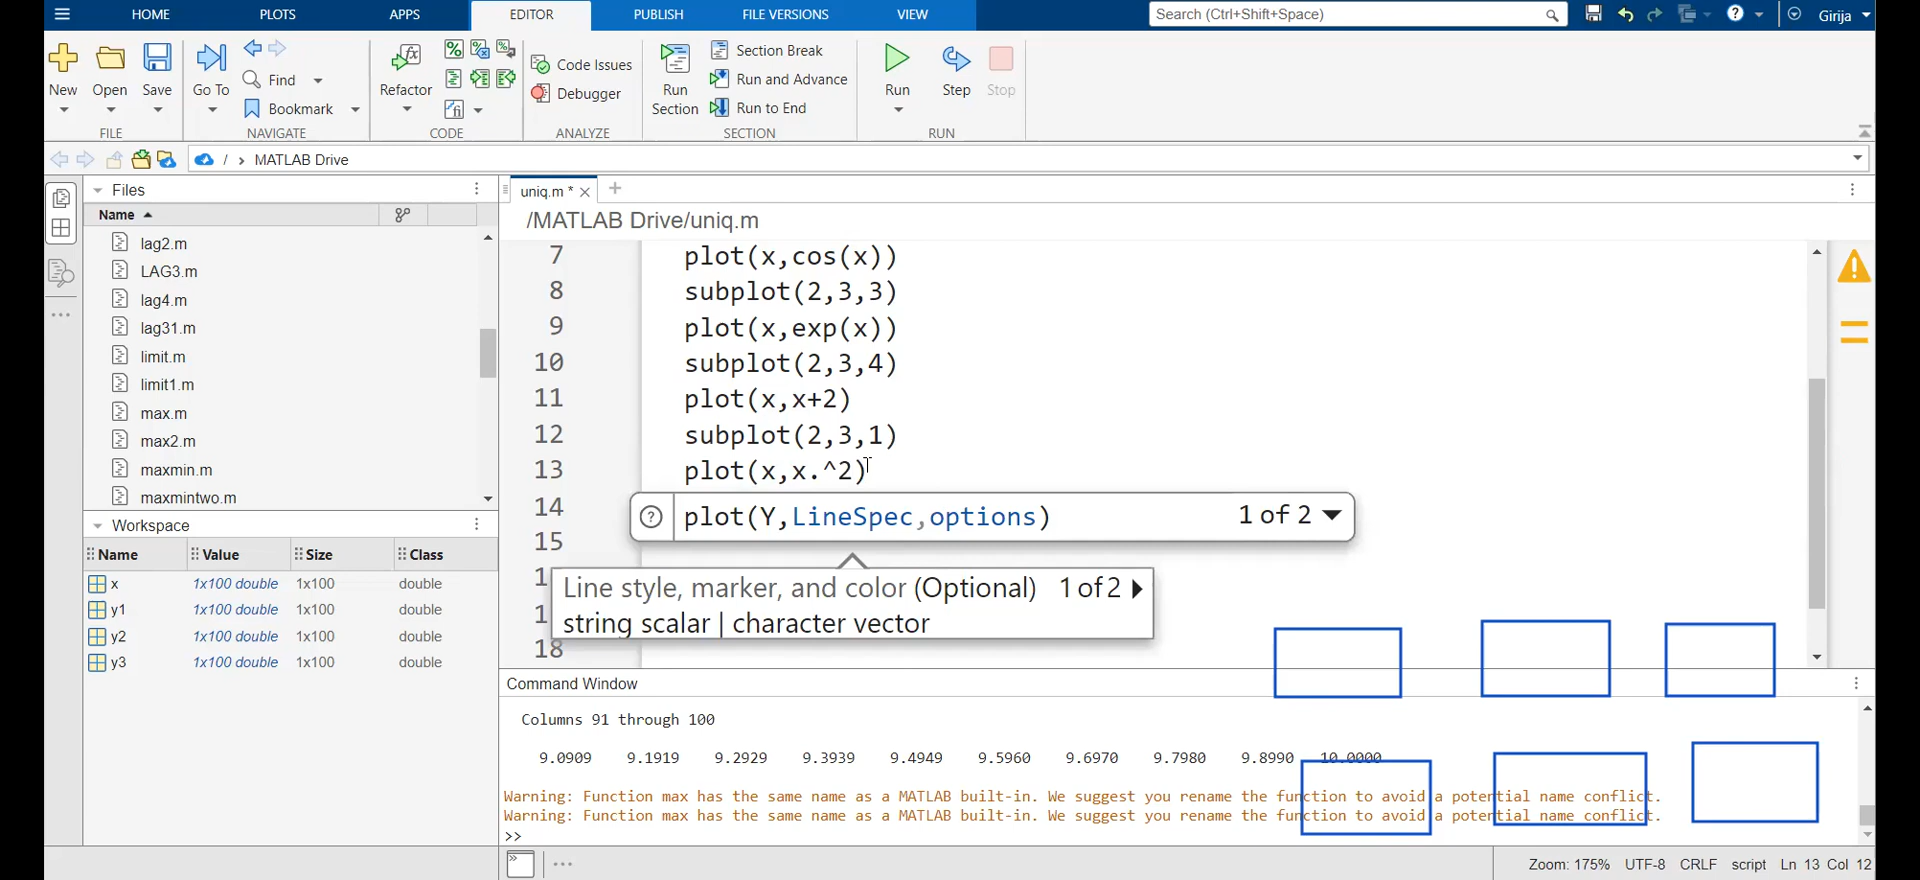 HOME PLOTS APPS EDITOR PUBLISH FILE VERSIONS VIEW Search (Ctrl+Shift+Space) Girija
New Open Save Go To Find Bookmark Refactor Code Issues Debugger Run Section Section Break Run and Advance Run to End Run Step Stop
FILE NAVIGATE CODE ANALYZE SECTION RUN
/ › MATLAB Drive
Files
Name
lag2.m
LAG3.m
lag4.m
lag31.m
limit.m
limit1.m
max.m
max2.m
maxmin.m
maxmintwo.m
Workspace
Name Value Size Class
x 1x100 double 1x100 double
y1 1x100 double 1x100 double
y2 1x100 double 1x100 double
y3 1x100 double 1x100 double
uniq.m *
/MATLAB Drive/uniq.m
7 plot(x,cos(x))
8 subplot(2,3,3)
9 plot(x,exp(x))
10 subplot(2,3,4)
11 plot(x,x+2)
12 subplot(2,3,1)
13 plot(x,x.^2)
14 plot(Y,LineSpec,options) 1 of 2
15
Line style, marker, and color (Optional) 1 of 2
string scalar | character vector
18
Command Window
Columns 91 through 100
9.0909 9.1919 9.2929 9.3939 9.4949 9.5960 9.6970 9.7980 9.8990 10.0000
Warning: Function max has the same name as a MATLAB built-in. We suggest you rename the function to avoid a potential name conflict.
Warning: Function max has the same name as a MATLAB built-in. We suggest you rename the function to avoid a potential name conflict.
>>
Zoom: 175% UTF-8 CRLF script Ln 13 Col 12